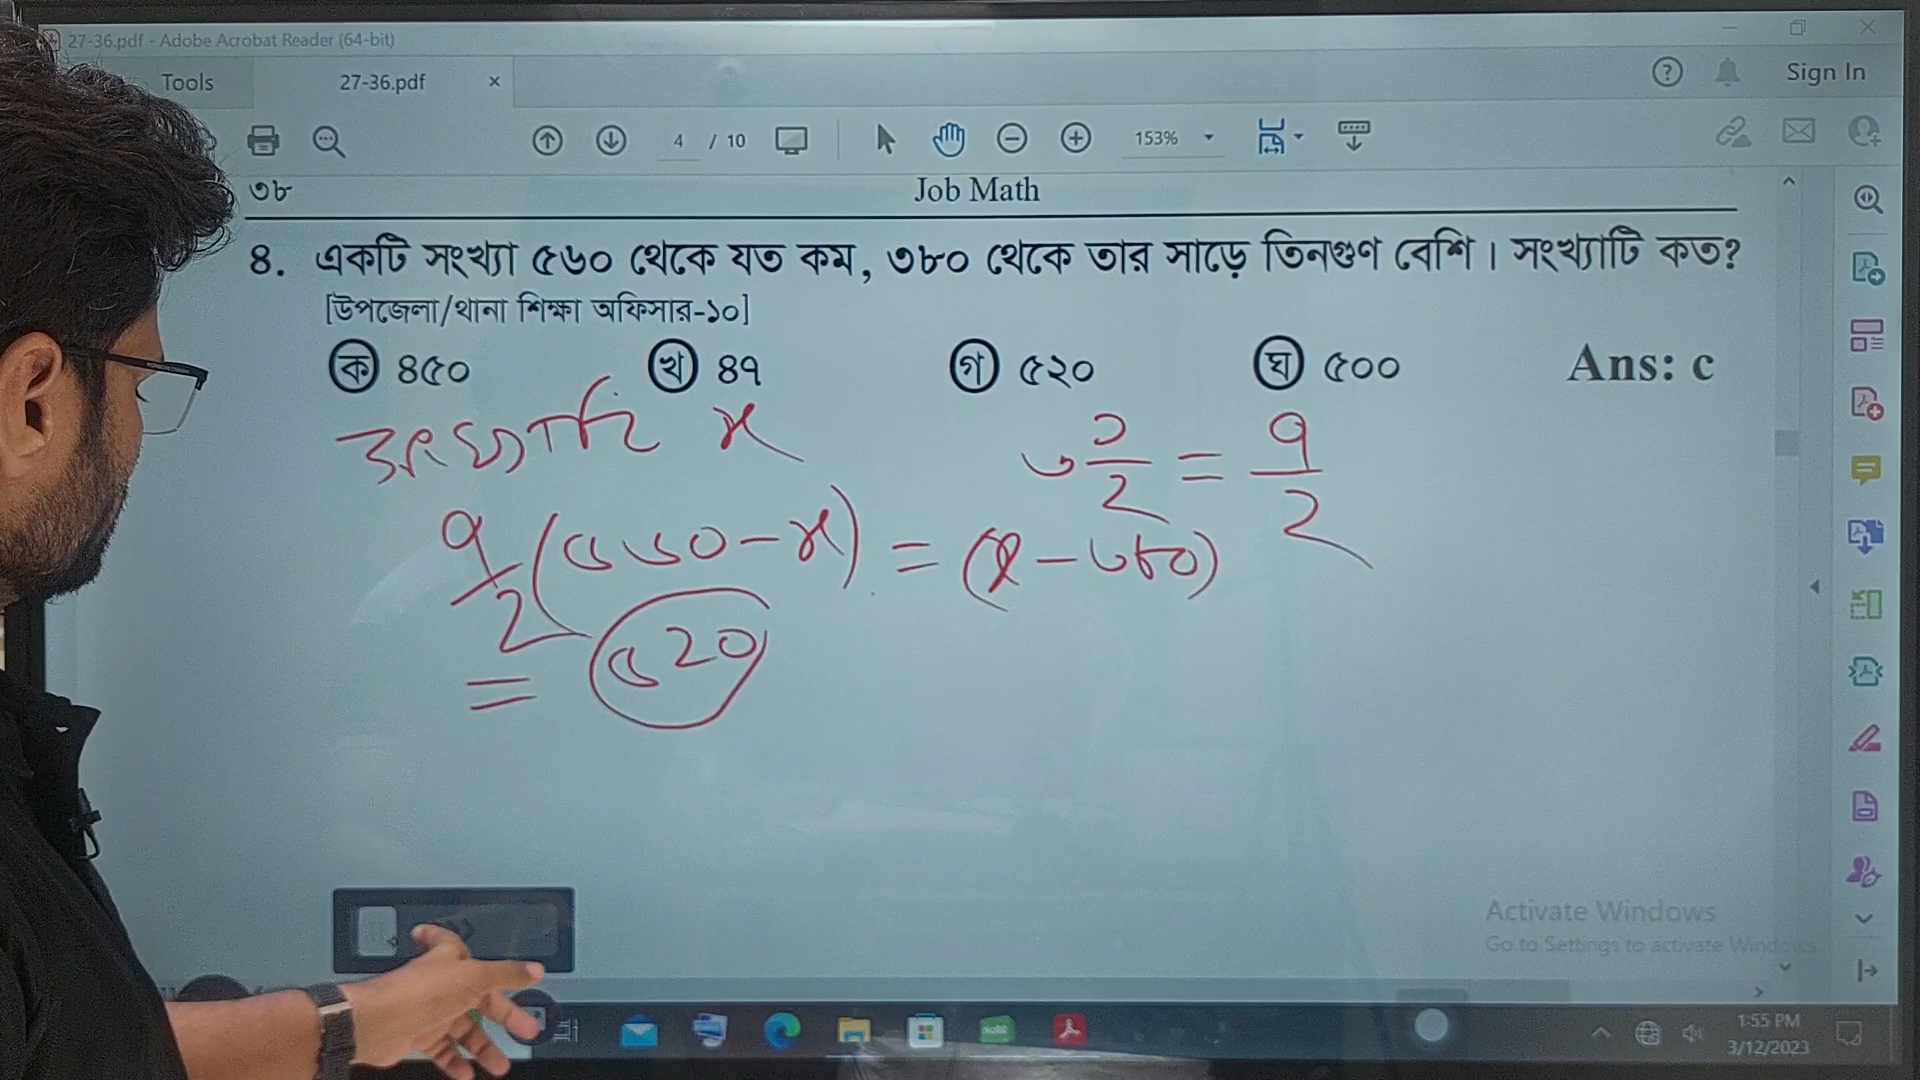 27-36.pdf - Adobe Acrobat Reader (64-bit)
Tools 27-36.pdf × Sign In
4 / 10 153%
৩৮ Job Math
৪. একটি সংখ্যা ৫৬০ থেকে যত কম, ৩৮০ থেকে তার সাড়ে তিনগুণ বেশি। সংখ্যাটি কত?
[উপজেলা/থানা শিক্ষা অফিসার-১০]
ক ৪৫০ খ ৪৭ গ ৫২০ ঘ ৫০০ Ans: c
সংখ্যাটি x
৩ ১/২ = ৭/২
৭/২ (৫৬০ - x) = (x - ৩৮০)
= ৫২০
Activate Windows
Go to Settings to activate Windows.
1:55 PM
3/12/2023